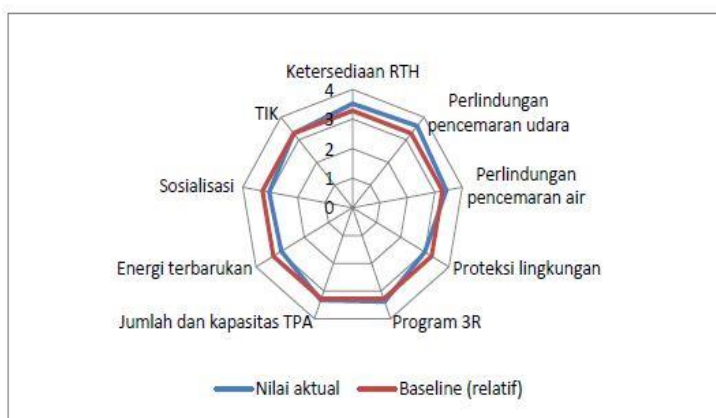 Ketersediaan RTH
4
3
2
1
0
Perlindungan
pencemaran udara
Perlindungan
pencemaran air
Proteksi lingkungan
Program 3R
Jumlah dan kapasitas TPA
Energi terbarukan
Sosialisasi
TIK
Nilai aktual
Baseline (relatif)